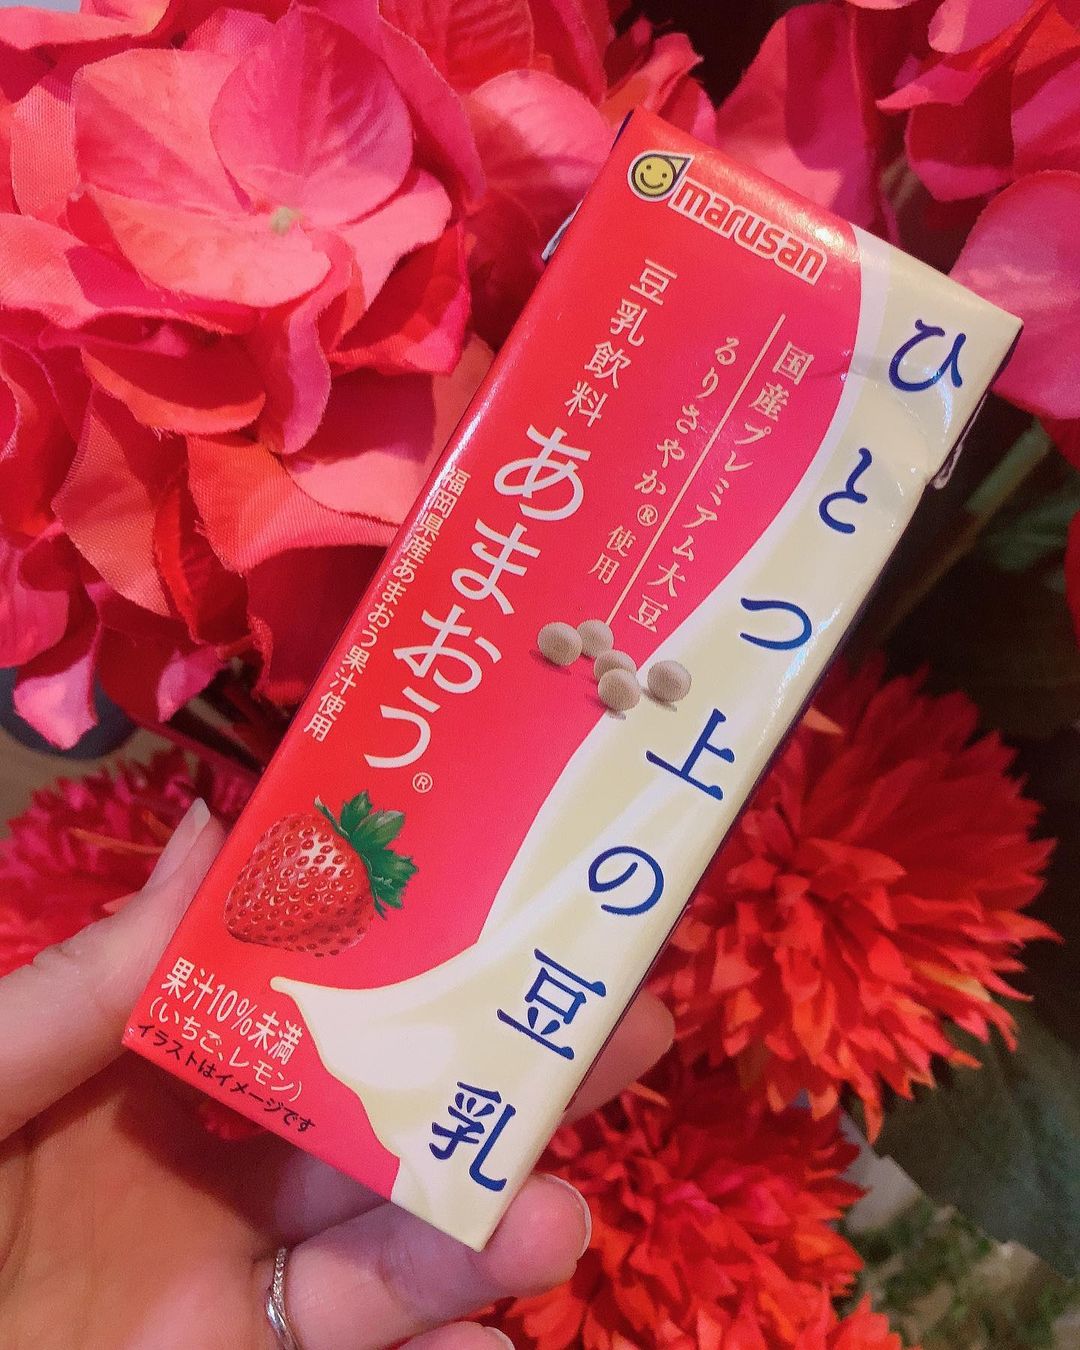 marusan
ひとつ上の豆乳
国産プレミアム大豆
るりさやか®使用
豆乳飲料
あまおう®
福岡県産あまおう果汁使用
果汁10%未満
(いちご、レモン)
イラストはイメージです